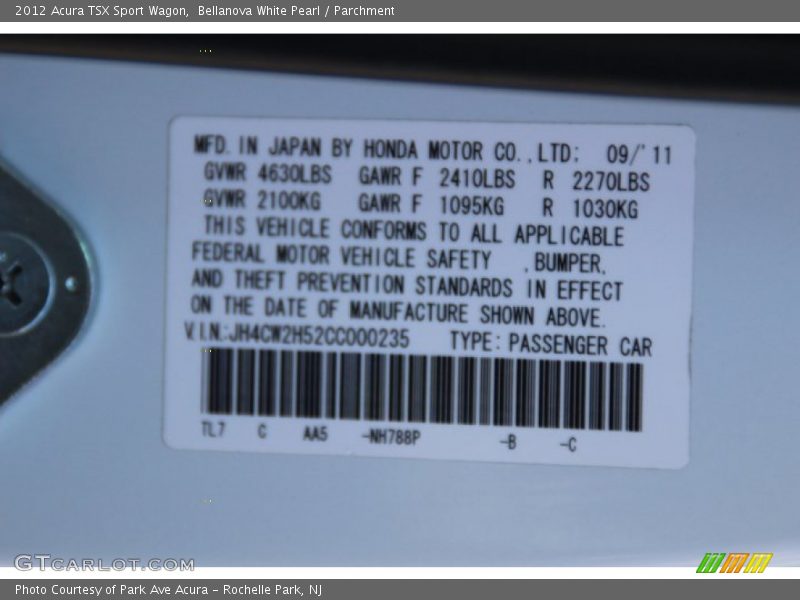 2012 Acura TSX Sport Wagon,  Bellanova White Pearl / Parchment
MFD. IN JAPAN BY HONDA MOTOR CO.,LTD:  09/'11
GVWR 4630LBS  GAWR F 2410LBS  R 2270LBS
GVWR 2100KG  GAWR F 1095KG  R 1030KG
THIS VEHICLE CONFORMS TO ALL APPLICABLE
FEDERAL MOTOR VEHICLE SAFETY  ,BUMPER,
AND THEFT PREVENTION STANDARDS IN EFFECT
ON THE DATE OF MANUFACTURE SHOWN ABOVE.
V.I.N.:JH4CW2H52CC000235  TYPE: PASSENGER CAR
TL7  C  AA5  -NH788P  -B  -C
GTCARLOT.COM
Photo Courtesy of Park Ave Acura - Rochelle Park, NJ